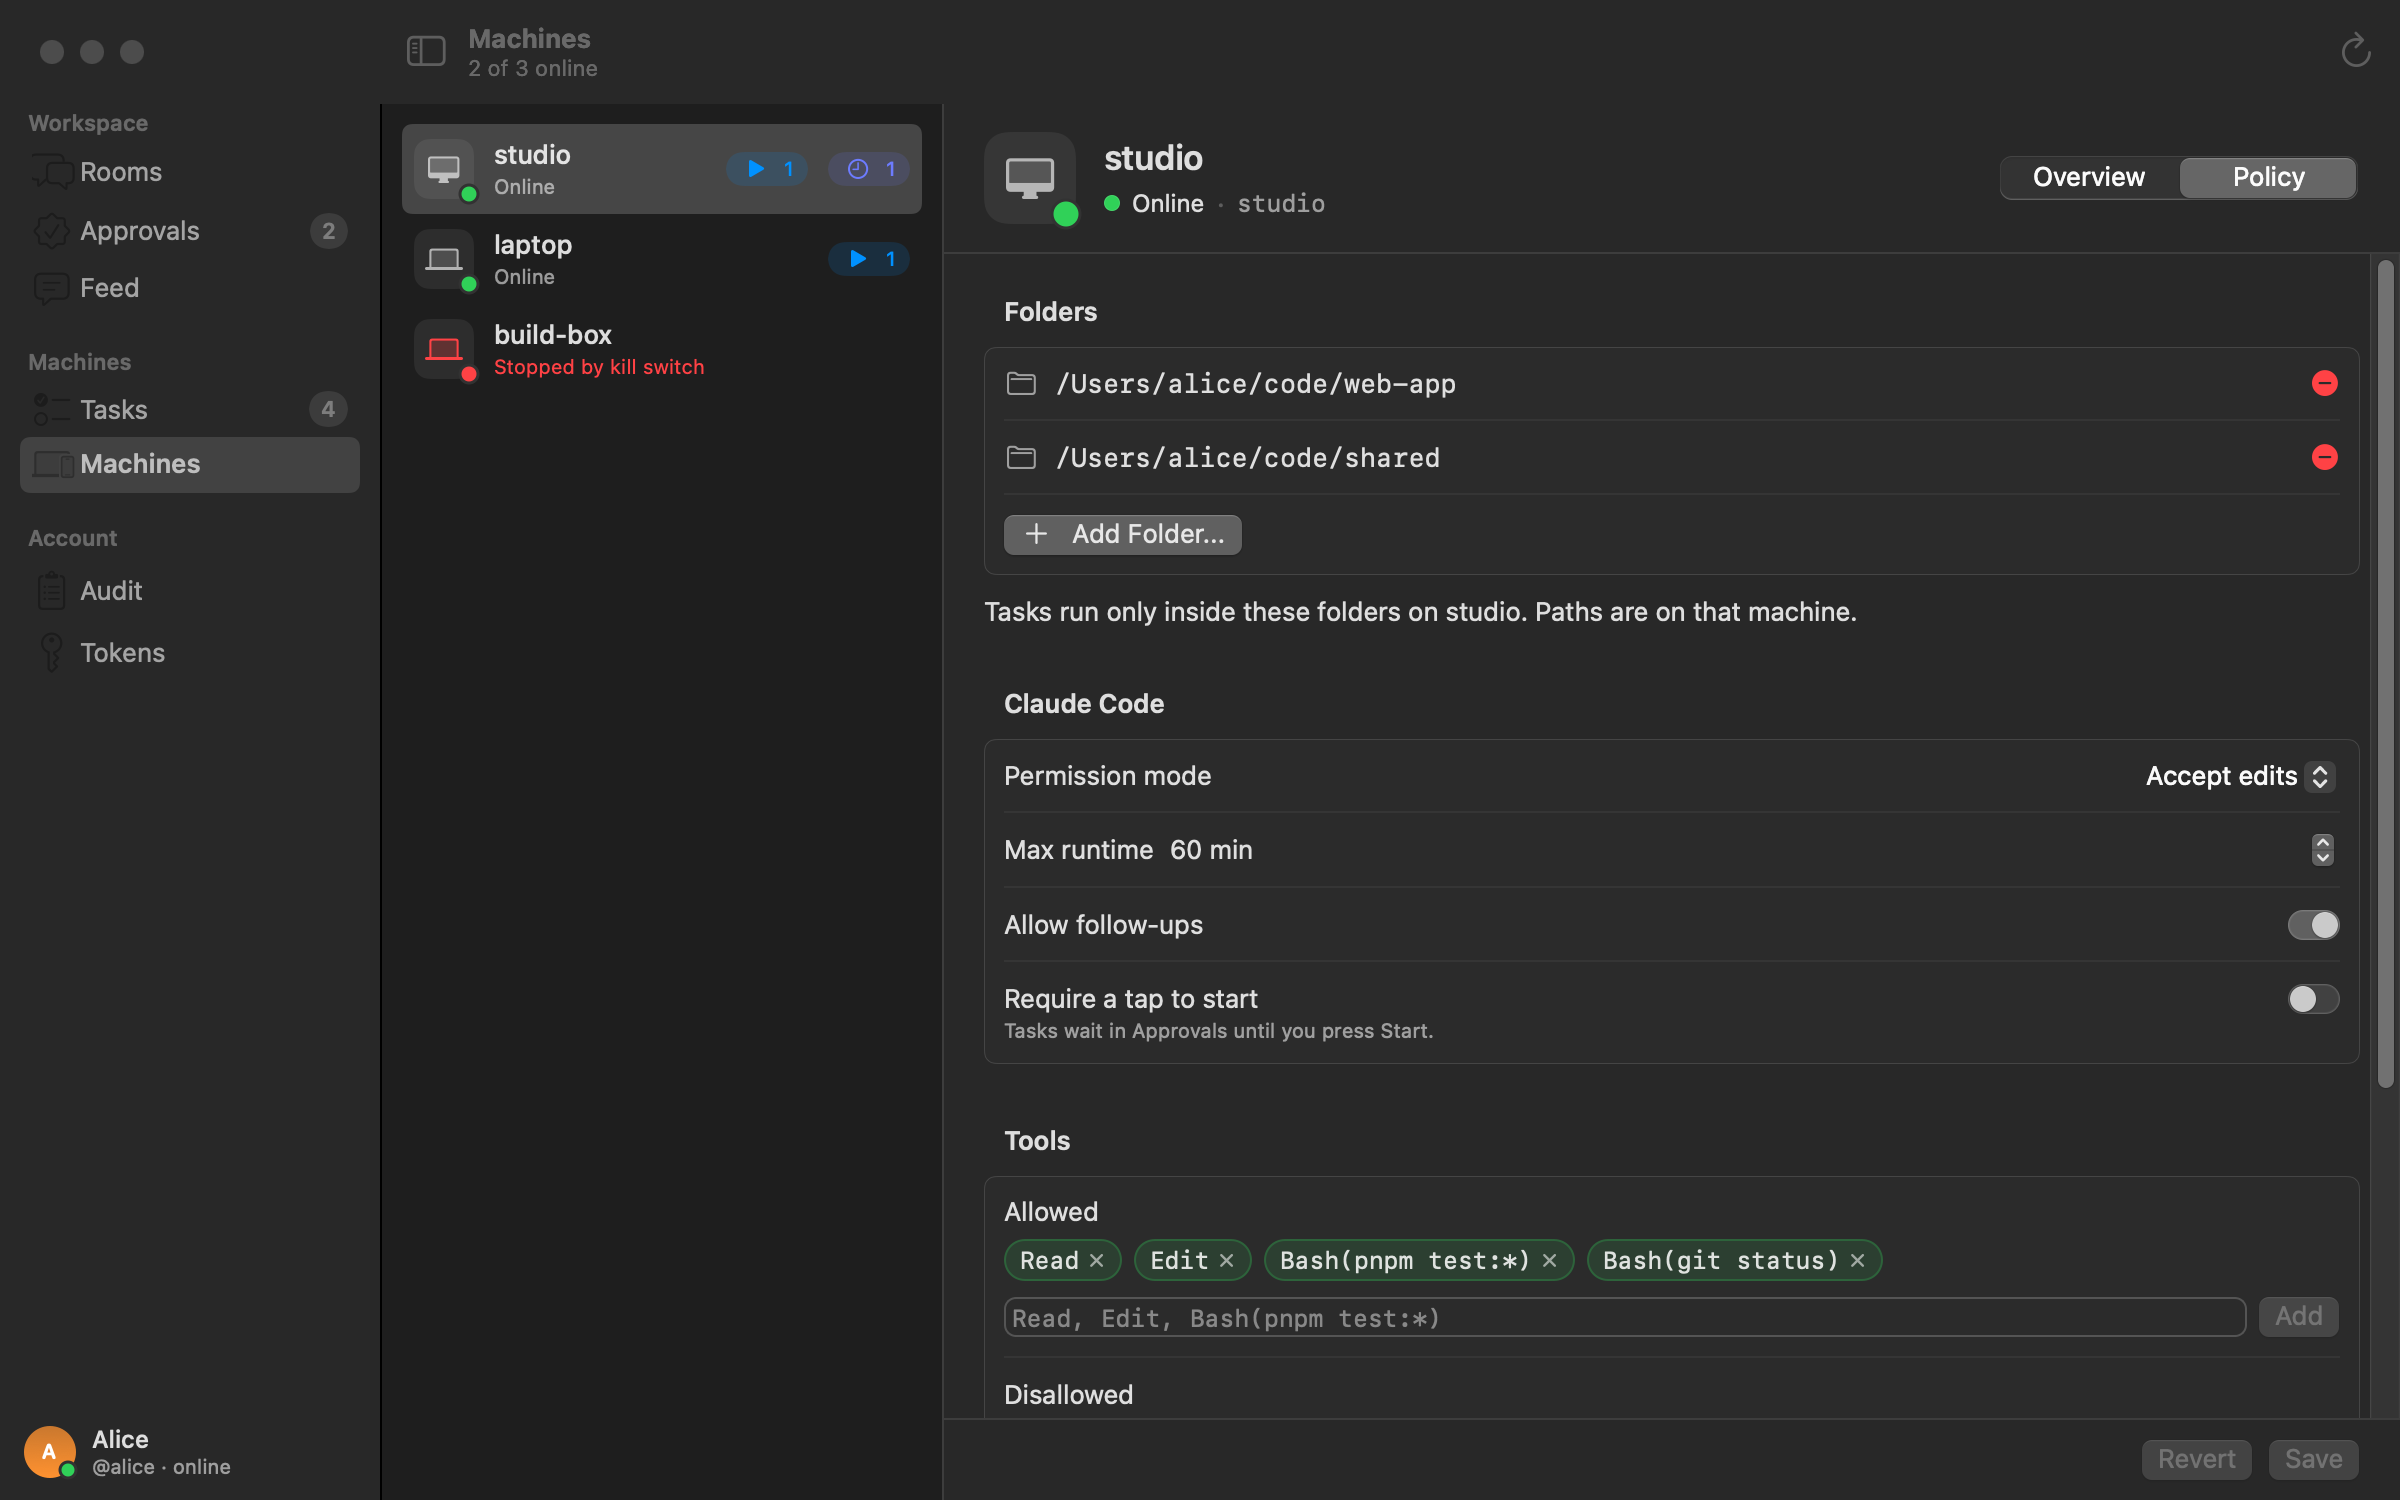 Machines
2 of 3 online
Workspace
Rooms
Approvals 2
Feed
Machines
Tasks 4
Machines
Account
Audit
Tokens
A
Alice
@alice · online
studio 1 1
Online
laptop 1
Online
build-box
Stopped by kill switch
studio
Online · studio
Overview Policy
Folders
/Users/alice/code/web-app
/Users/alice/code/shared
Add Folder...
Tasks run only inside these folders on studio. Paths are on that machine.
Claude Code
Permission mode Accept edits
Max runtime 60 min
Allow follow-ups
Require a tap to start
Tasks wait in Approvals until you press Start.
Tools
Allowed
Read × Edit × Bash(pnpm test:*) × Bash(git status) ×
Read, Edit, Bash(pnpm test:*) Add
Disallowed
Revert Save